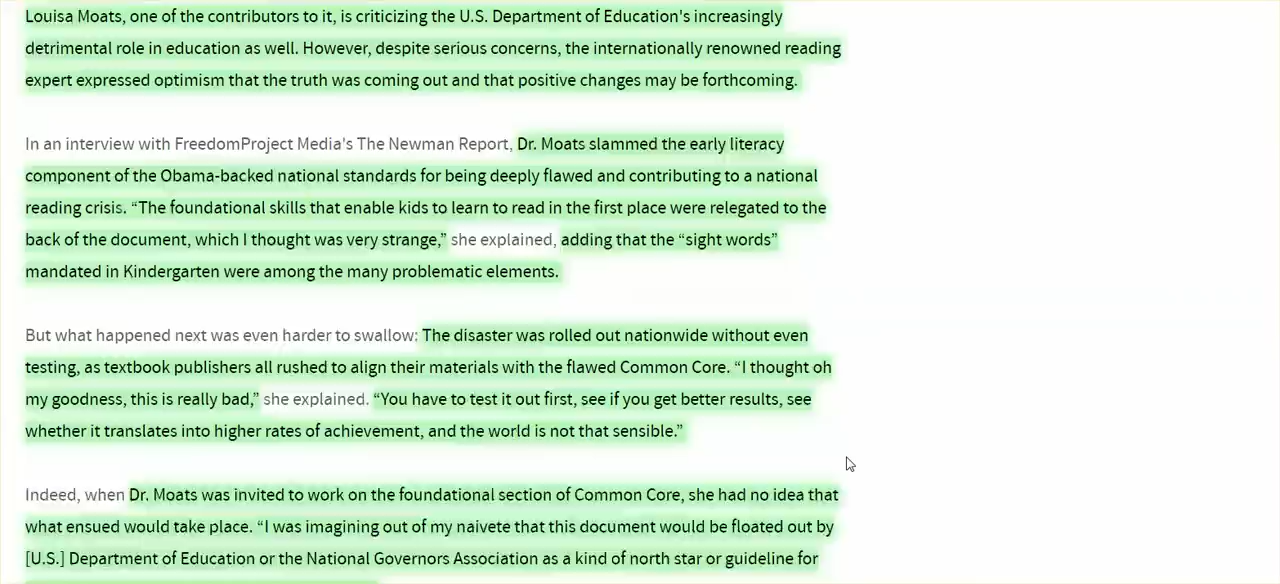 Louisa Moats, one of the contributors to it, is criticizing the U.S. Department of Education's increasingly
detrimental role in education as well. However, despite serious concerns, the internationally renowned reading
expert expressed optimism that the truth was coming out and that positive changes may be forthcoming.
In an interview with FreedomProject Media's The Newman Report, Dr. Moats slammed the early literacy
component of the Obama-backed national standards for being deeply flawed and contributing to a national
reading crisis. “The foundational skills that enable kids to learn to read in the first place were relegated to the
back of the document, which I thought was very strange,” she explained, adding that the “sight words”
mandated in Kindergarten were among the many problematic elements.
But what happened next was even harder to swallow: The disaster was rolled out nationwide without even
testing, as textbook publishers all rushed to align their materials with the flawed Common Core. “I thought oh
my goodness, this is really bad,” she explained. “You have to test it out first, see if you get better results, see
whether it translates into higher rates of achievement, and the world is not that sensible.”
Indeed, when Dr. Moats was invited to work on the foundational section of Common Core, she had no idea that
what ensued would take place. “I was imagining out of my naivete that this document would be floated out by
[U.S.] Department of Education or the National Governors Association as a kind of north star or guideline for